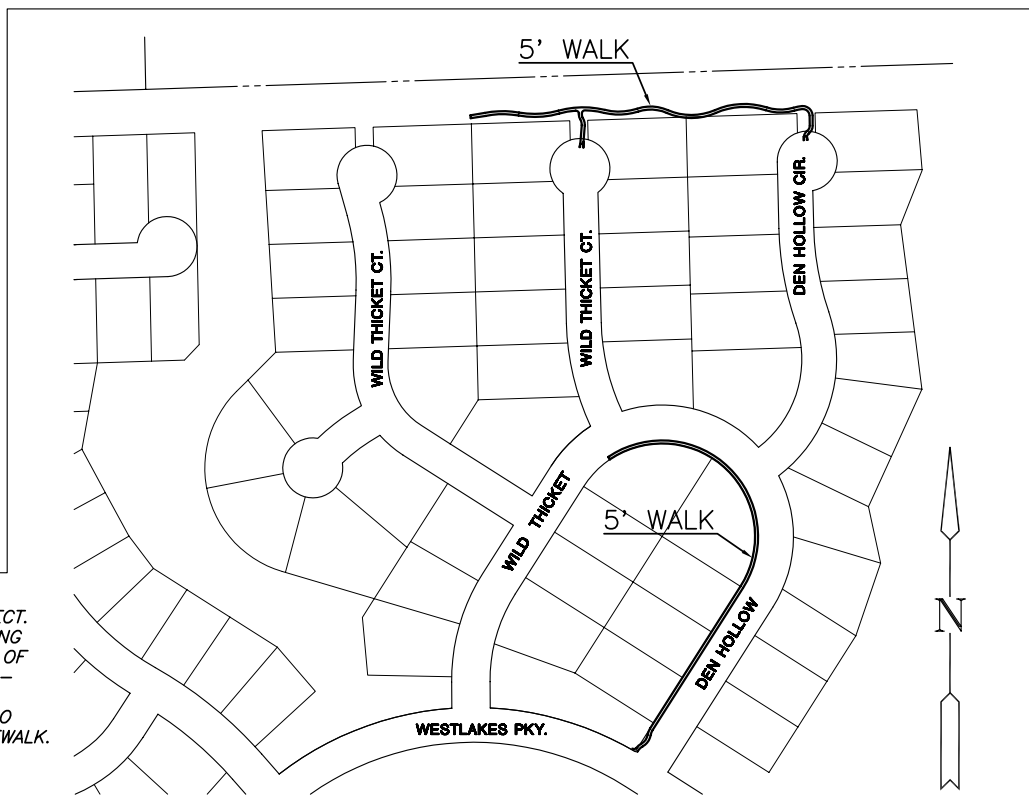 5' WALK
WILD THICKET CT.
WILD THICKET CT.
DEN HOLLOW CIR.
WILD THICKET
5' WALK
DEN HOLLOW
WESTLAKES PKY.
N
OF